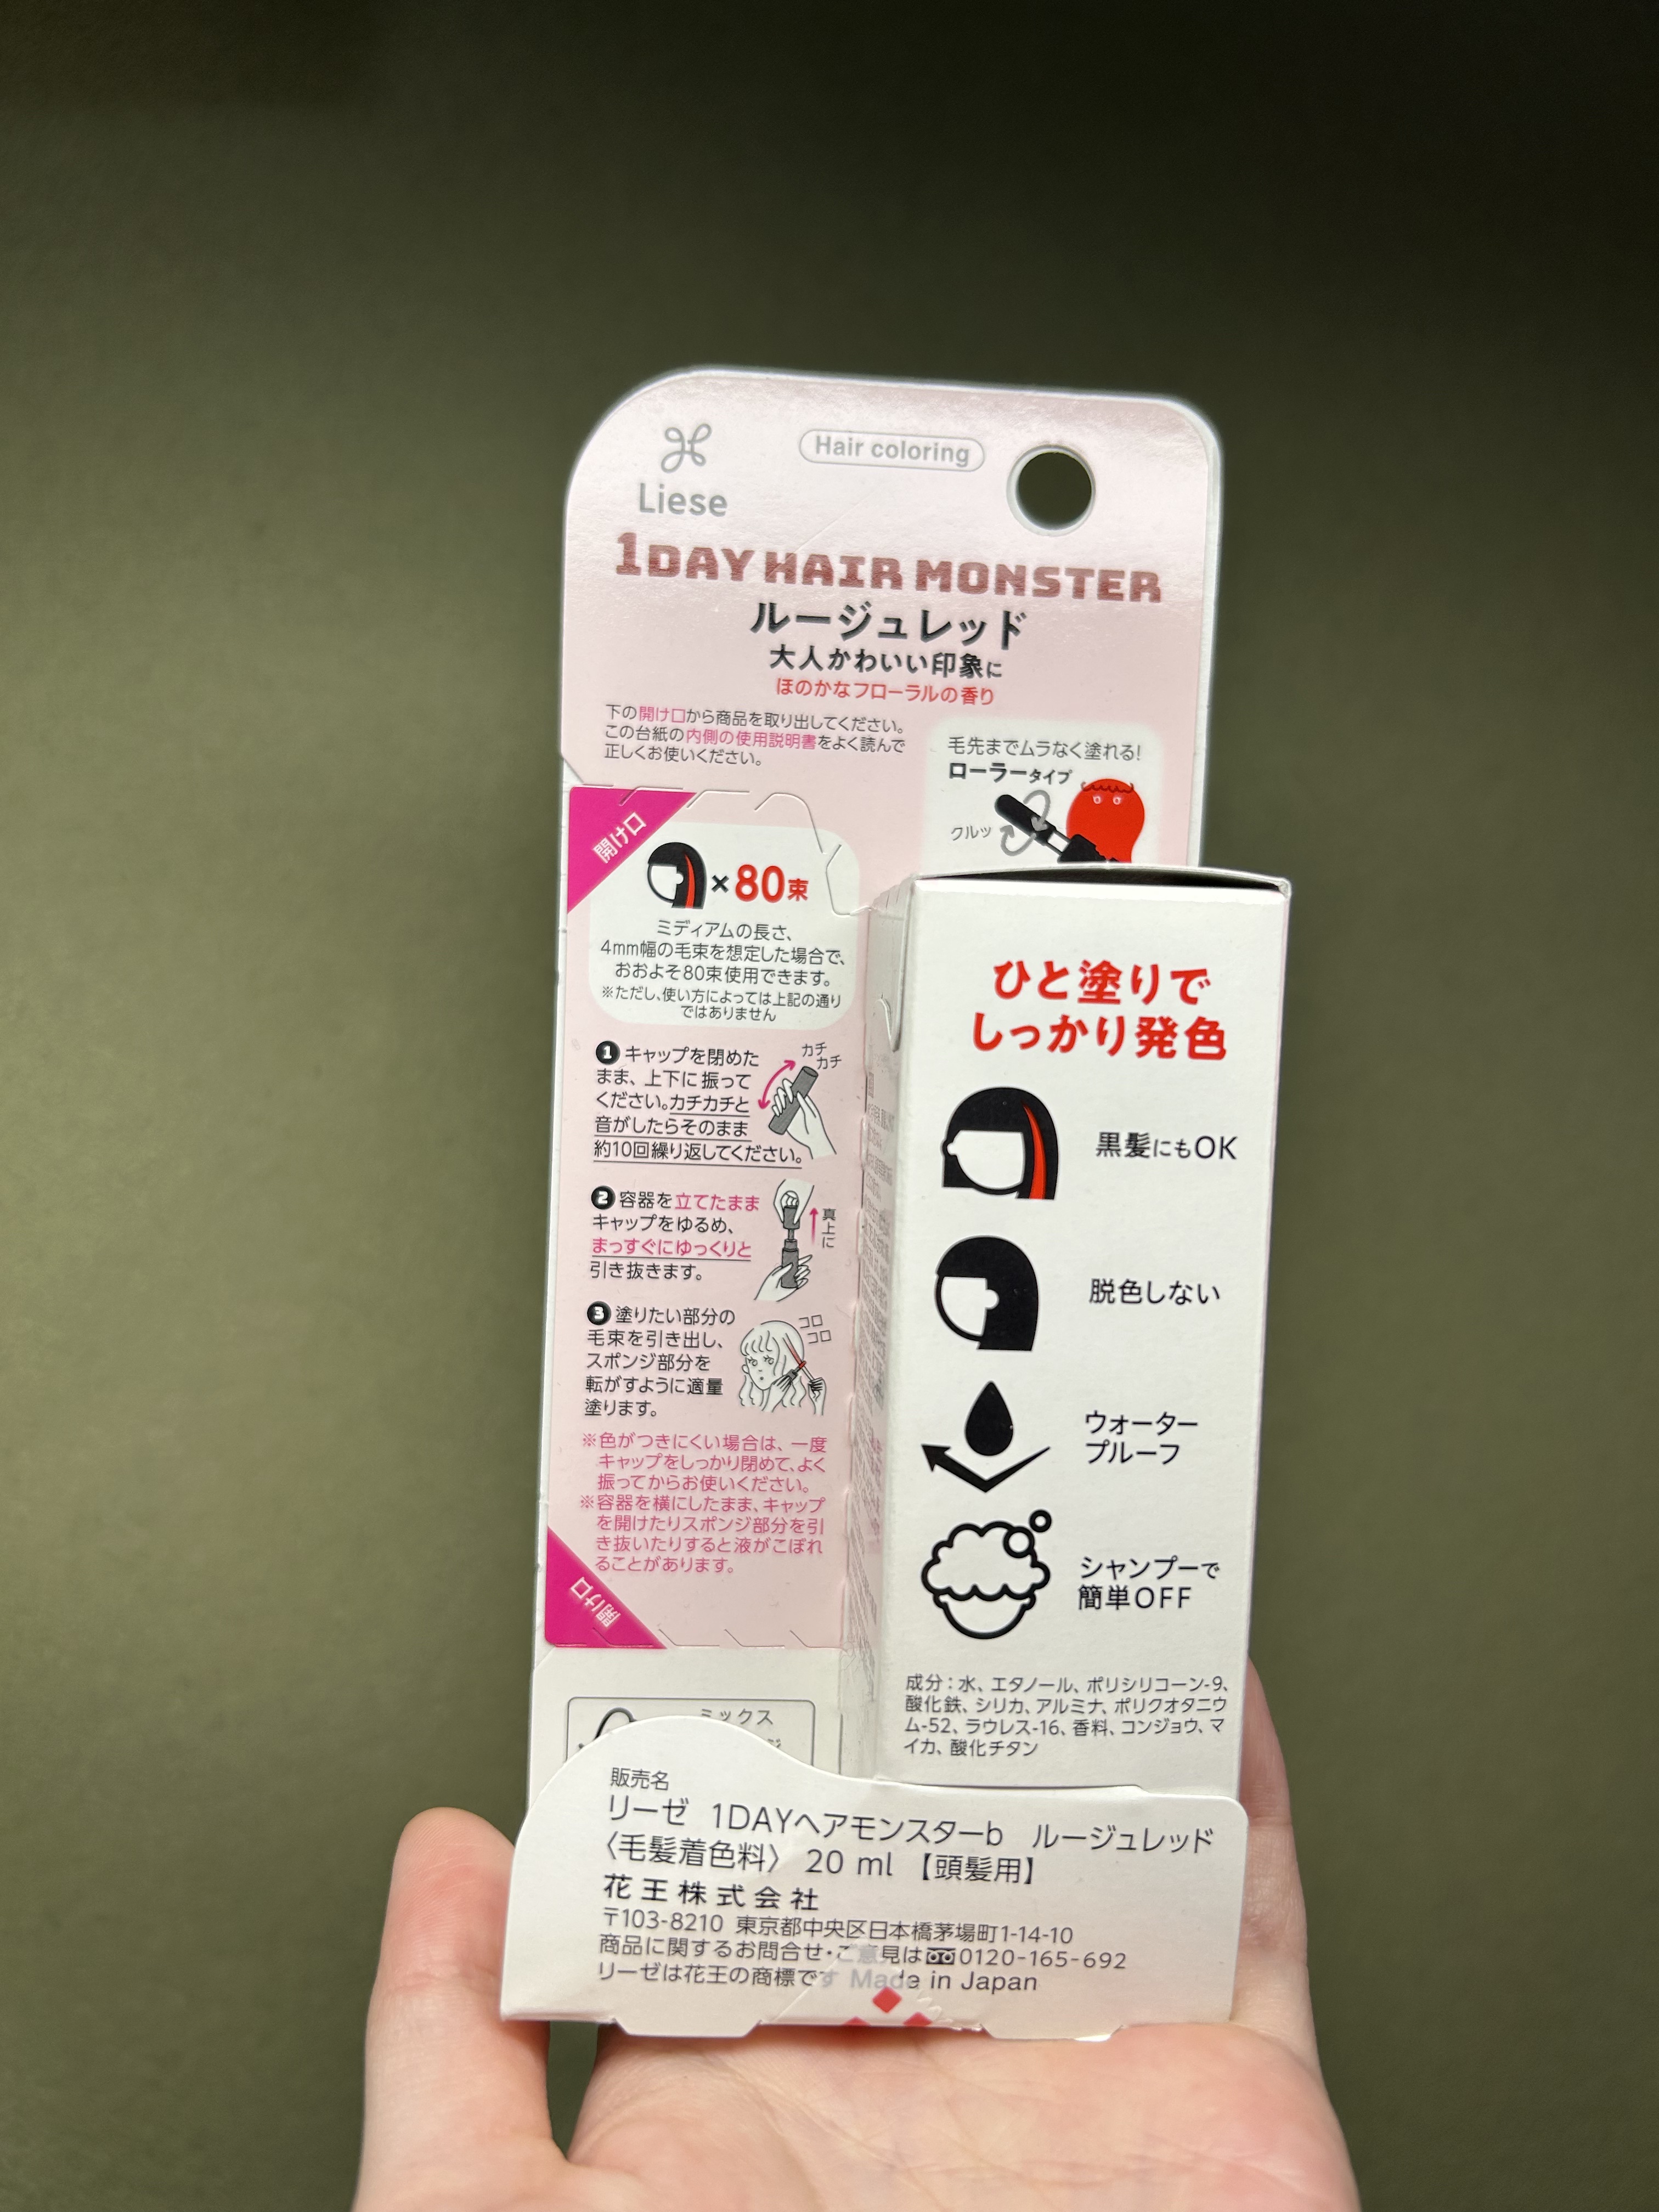 Liese
Hair coloring
1DAY HAIR MONSTER
ルージュレッド
大人かわいい印象に
ほのかなフローラルの香り
下の開け口から商品を取り出してください。
この台紙の内側の使用説明書をよく読んで
正しくお使いください。
毛先までムラなく塗れる!
ローラータイプ
クルッ
開け口
×80束
ミディアムの長さ、
4mm幅の毛束を想定した場合で、
おおよそ80束使用できます。
※ただし、使い方によっては上記の通り
ではありません
1 キャップを閉めた
まま、上下に振って
ください。カチカチと
音がしたらそのまま
約10回繰り返してください。
カチ
カチ
2 容器を立てたまま
キャップをゆるめ、
まっすぐにゆっくりと
引き抜きます。
真上に
3 塗りたい部分の
毛束を引き出し、
スポンジ部分を
転がすように適量
塗ります。
コロ
コロ
※色がつきにくい場合は、一度
キャップをしっかり閉めて、よく
振ってからお使いください。
※容器を横にしたまま、キャップ
を開けたりスポンジ部分を引
き抜いたりすると液がこぼれ
ることがあります。
開け口
ミックス
ひと塗りで
しっかり発色
黒髪にもOK
脱色しない
ウォーター
プルーフ
シャンプーで
簡単OFF
成分：水、エタノール、ポリシリコーン-9、
酸化鉄、シリカ、アルミナ、ポリクオタニウ
ム-52、ラウレス-16、香料、コンジョウ、マ
イカ、酸化チタン
販売名
リーゼ 1DAYヘアモンスターb ルージュレッド
〈毛髪着色料〉 20 ml 【頭髪用】
花王株式会社
〒103-8210 東京都中央区日本橋茅場町1-14-10
商品に関するお問合せ・ご意見は0120-165-692
リーゼは花王の商標です Made in Japan